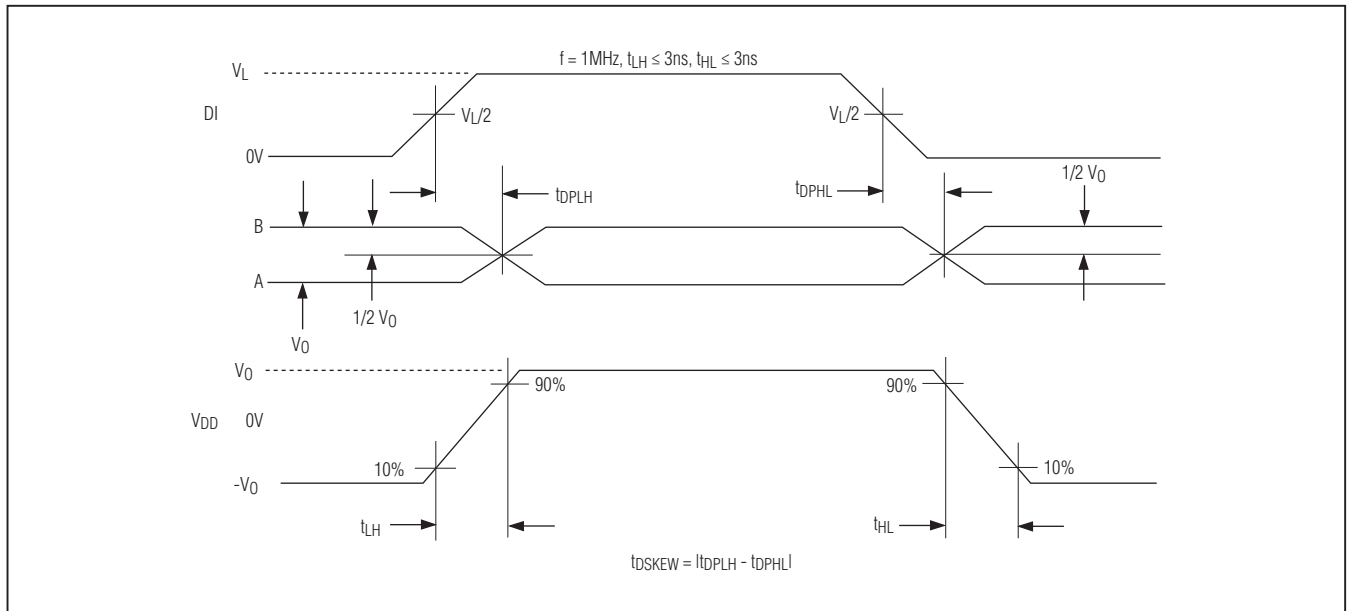 f = 1MHz, tLH ≤ 3ns, tHL ≤ 3ns
VL
DI
VL/2
VL/2
0V
1/2 VO
tDPLH
tDPHL
B
A
1/2 VO
VO
VO
90%
90%
VDD 0V
10%
10%
-VO
tLH
tHL
tDSKEW = |tDPLH - tDPHL|